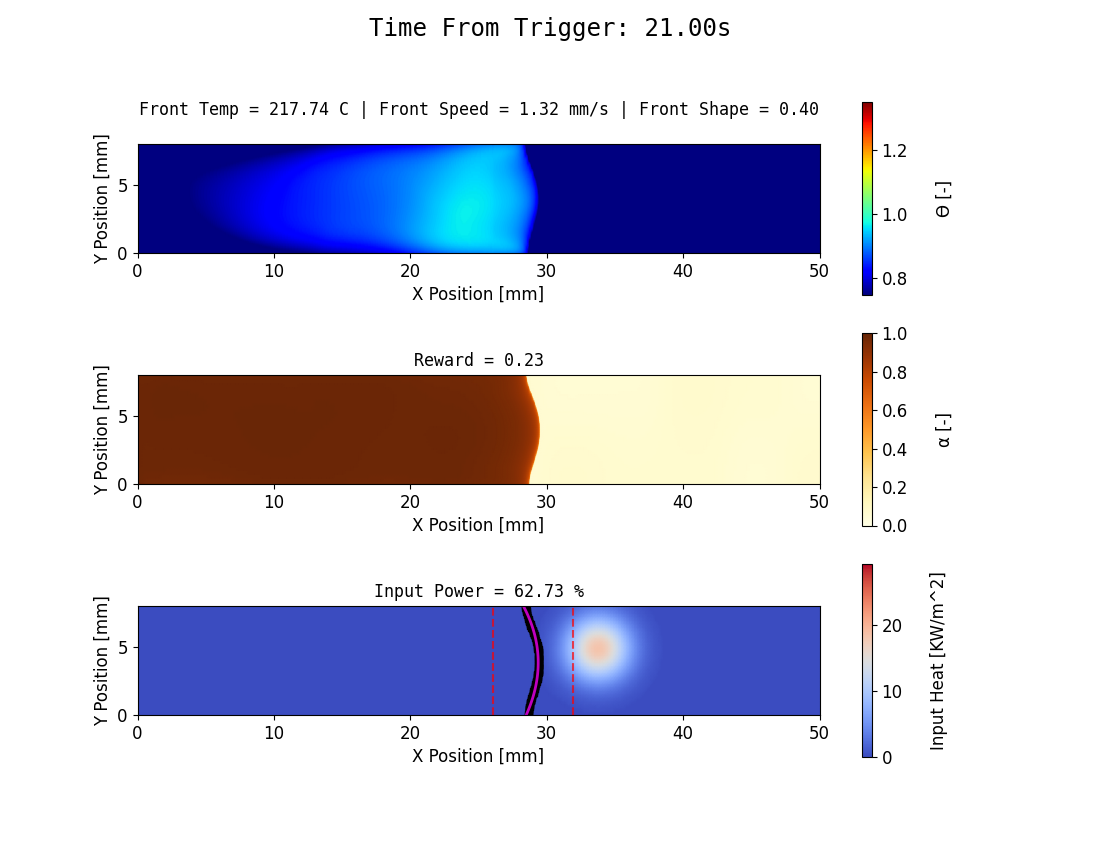 Time From Trigger: 21.00s
Front Temp = 217.74 C | Front Speed = 1.32 mm/s | Front Shape = 0.40
Y Position [mm]
5
0
0 10 20 30 40 50
X Position [mm]
1.2
1.0
0.8
Θ [-]
Reward = 0.23
Y Position [mm]
5
0
0 10 20 30 40 50
X Position [mm]
1.0
0.8
0.6
0.4
0.2
0.0
α [-]
Input Power = 62.73 %
Y Position [mm]
5
0
0 10 20 30 40 50
X Position [mm]
20
10
0
Input Heat [KW/m^2]